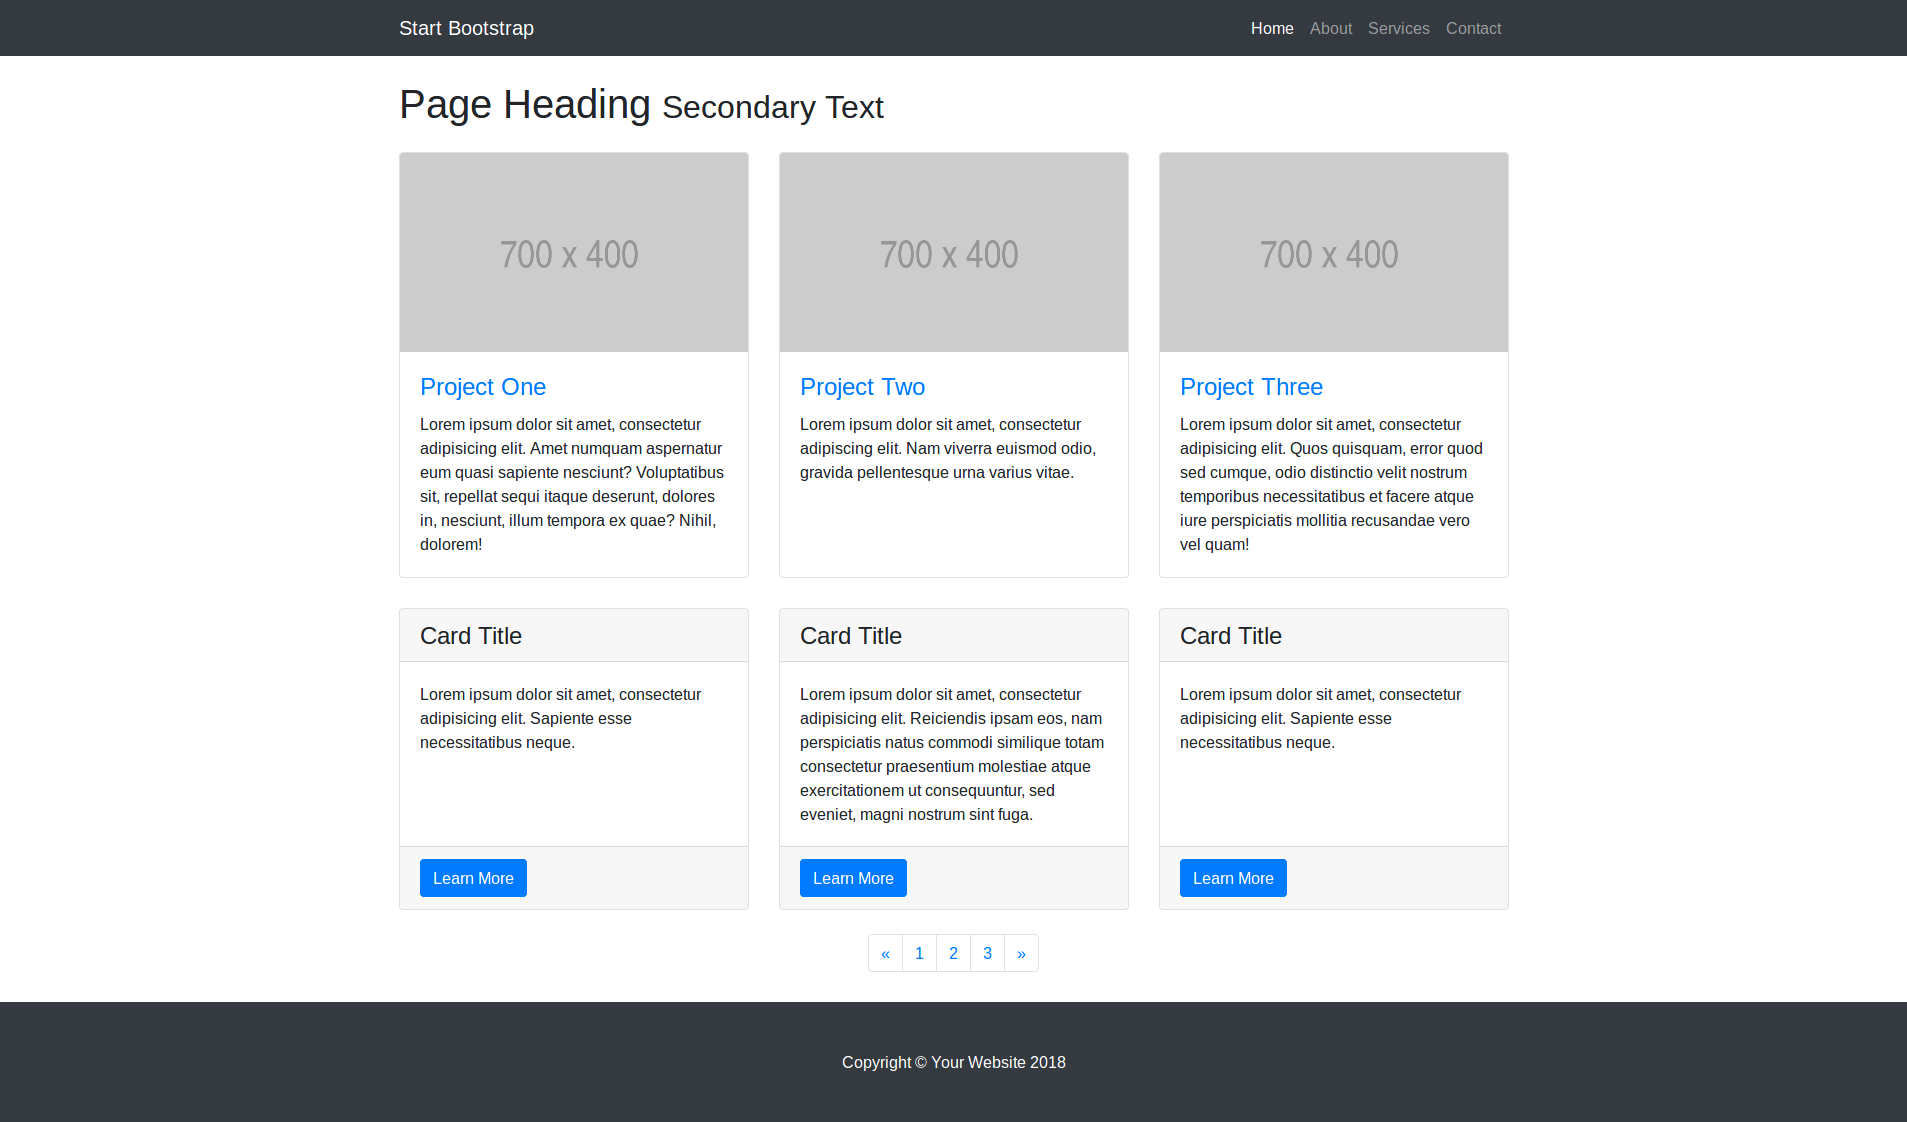 Start Bootstrap
Home About Services Contact
Page Heading Secondary Text
700 x 400
Project One
Lorem ipsum dolor sit amet, consectetur
adipisicing elit. Amet numquam aspernatur
eum quasi sapiente nesciunt? Voluptatibus
sit, repellat sequi itaque deserunt, dolores
in, nesciunt, illum tempora ex quae? Nihil,
dolorem!
700 x 400
Project Two
Lorem ipsum dolor sit amet, consectetur
adipiscing elit. Nam viverra euismod odio,
gravida pellentesque urna varius vitae.
700 x 400
Project Three
Lorem ipsum dolor sit amet, consectetur
adipisicing elit. Quos quisquam, error quod
sed cumque, odio distinctio velit nostrum
temporibus necessitatibus et facere atque
iure perspiciatis mollitia recusandae vero
vel quam!
Card Title
Lorem ipsum dolor sit amet, consectetur
adipisicing elit. Sapiente esse
necessitatibus neque.
Learn More
Card Title
Lorem ipsum dolor sit amet, consectetur
adipisicing elit. Reiciendis ipsam eos, nam
perspiciatis natus commodi similique totam
consectetur praesentium molestiae atque
exercitationem ut consequuntur, sed
eveniet, magni nostrum sint fuga.
Learn More
Card Title
Lorem ipsum dolor sit amet, consectetur
adipisicing elit. Sapiente esse
necessitatibus neque.
Learn More
« 1 2 3 »
Copyright © Your Website 2018